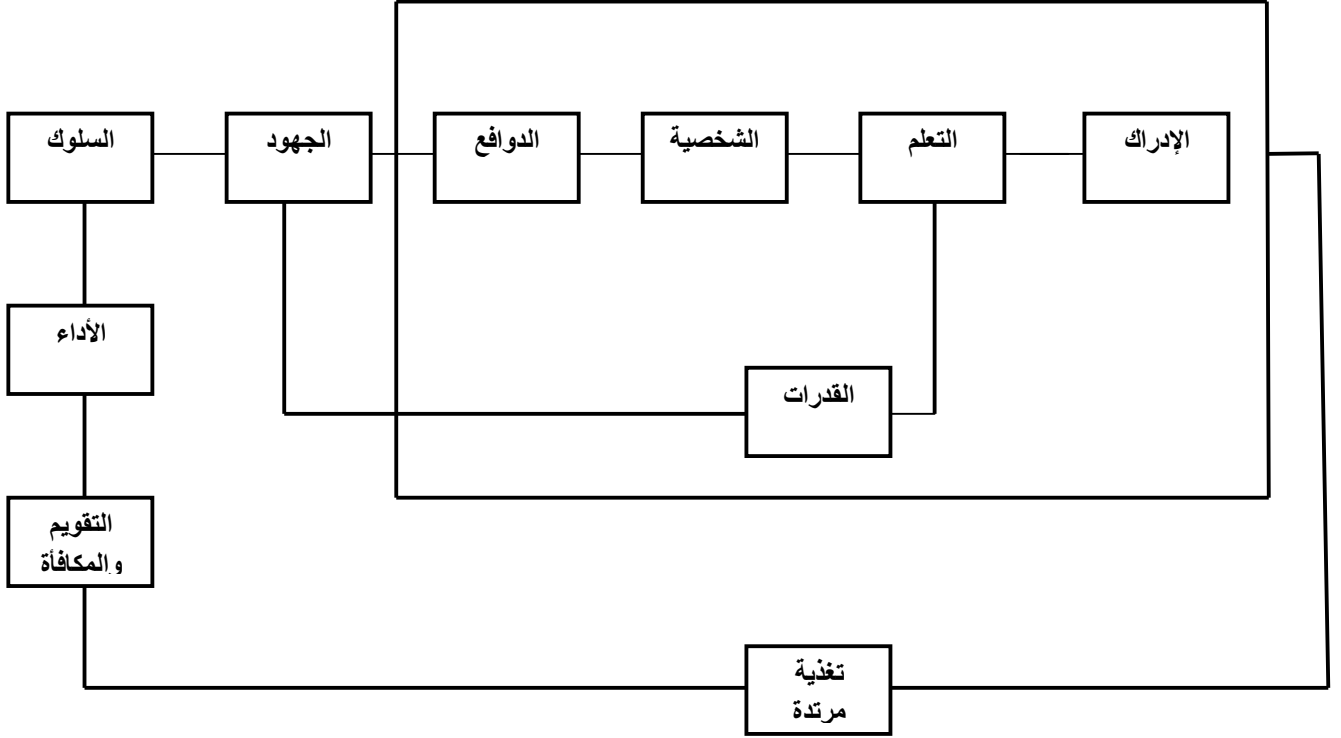 الإدراك
التعلم
الشخصية
الدوافع
الجهود
السلوك
الأداء
القدرات
التقويم
والمكافأة
تغذية
مرتدة